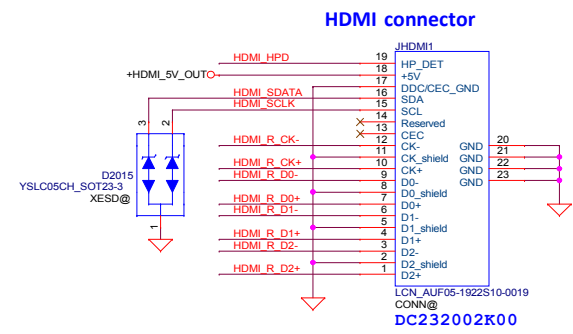 HDMI connector
JHDMI1
HDMI_HPD 19 HP_DET
+HDMI_5V_OUT 18 +5V
17 DDC/CEC_GND
HDMI_SDATA 16 SDA
HDMI_SCLK 15 SCL
14 Reserved
13 CEC
HDMI_R_CK- 12 CK- GND 20
11 CK_shield GND 21
HDMI_R_CK+ 10 CK+ GND 22
HDMI_R_D0- 9 D0- GND 23
8 D0_shield
HDMI_R_D0+ 7 D0+
HDMI_R_D1- 6 D1-
5 D1_shield
HDMI_R_D1+ 4 D1+
HDMI_R_D2- 3 D2-
2 D2_shield
HDMI_R_D2+ 1 D2+
3 2
D2015
YSLC05CH_SOT23-3
XESD@
1
LCN_AUF05-1922S10-0019
CONN@
DC232002K00